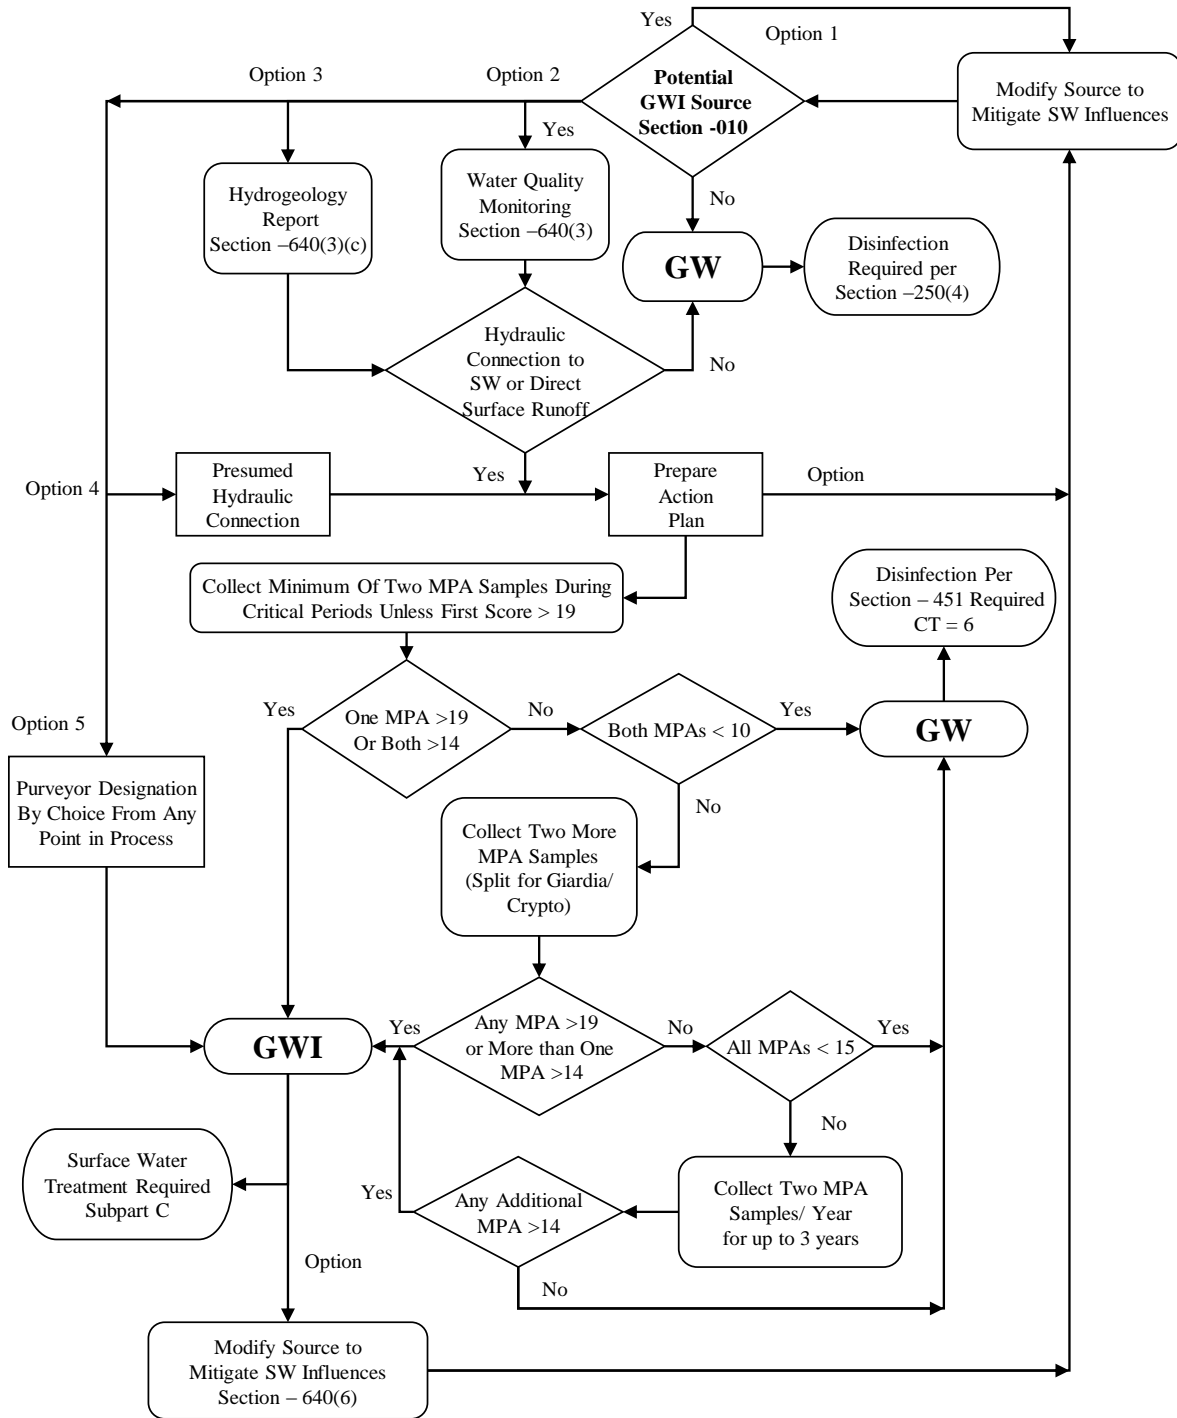 Yes
Option 1
Option 3
Option 2
Potential
GWI Source
Section -010
Modify Source to
Mitigate SW Influences
Yes
Hydrogeology
Report
Section –640(3)(c)
Water Quality
Monitoring
Section –640(3)
No
GW
Disinfection
Required per
Section –250(4)
Hydraulic
Connection to
SW or Direct
Surface Runoff
No
Option 4
Presumed
Hydraulic
Connection
Yes
Prepare
Action
Plan
Option
Collect Minimum Of Two MPA Samples During
Critical Periods Unless First Score > 19
Disinfection Per
Section – 451 Required
CT = 6
Option 5
Yes
One MPA >19
Or Both >14
No
Both MPAs < 10
Yes
GW
Purveyor Designation
By Choice From Any
Point in Process
No
Collect Two More
MPA Samples
(Split for Giardia/
Crypto)
GWI
Yes
Any MPA >19
or More than One
MPA >14
No
All MPAs < 15
Yes
No
Surface Water
Treatment Required
Subpart C
Yes
Any Additional
MPA >14
Collect Two MPA
Samples/ Year
for up to 3 years
Option
No
Modify Source to
Mitigate SW Influences
Section – 640(6)